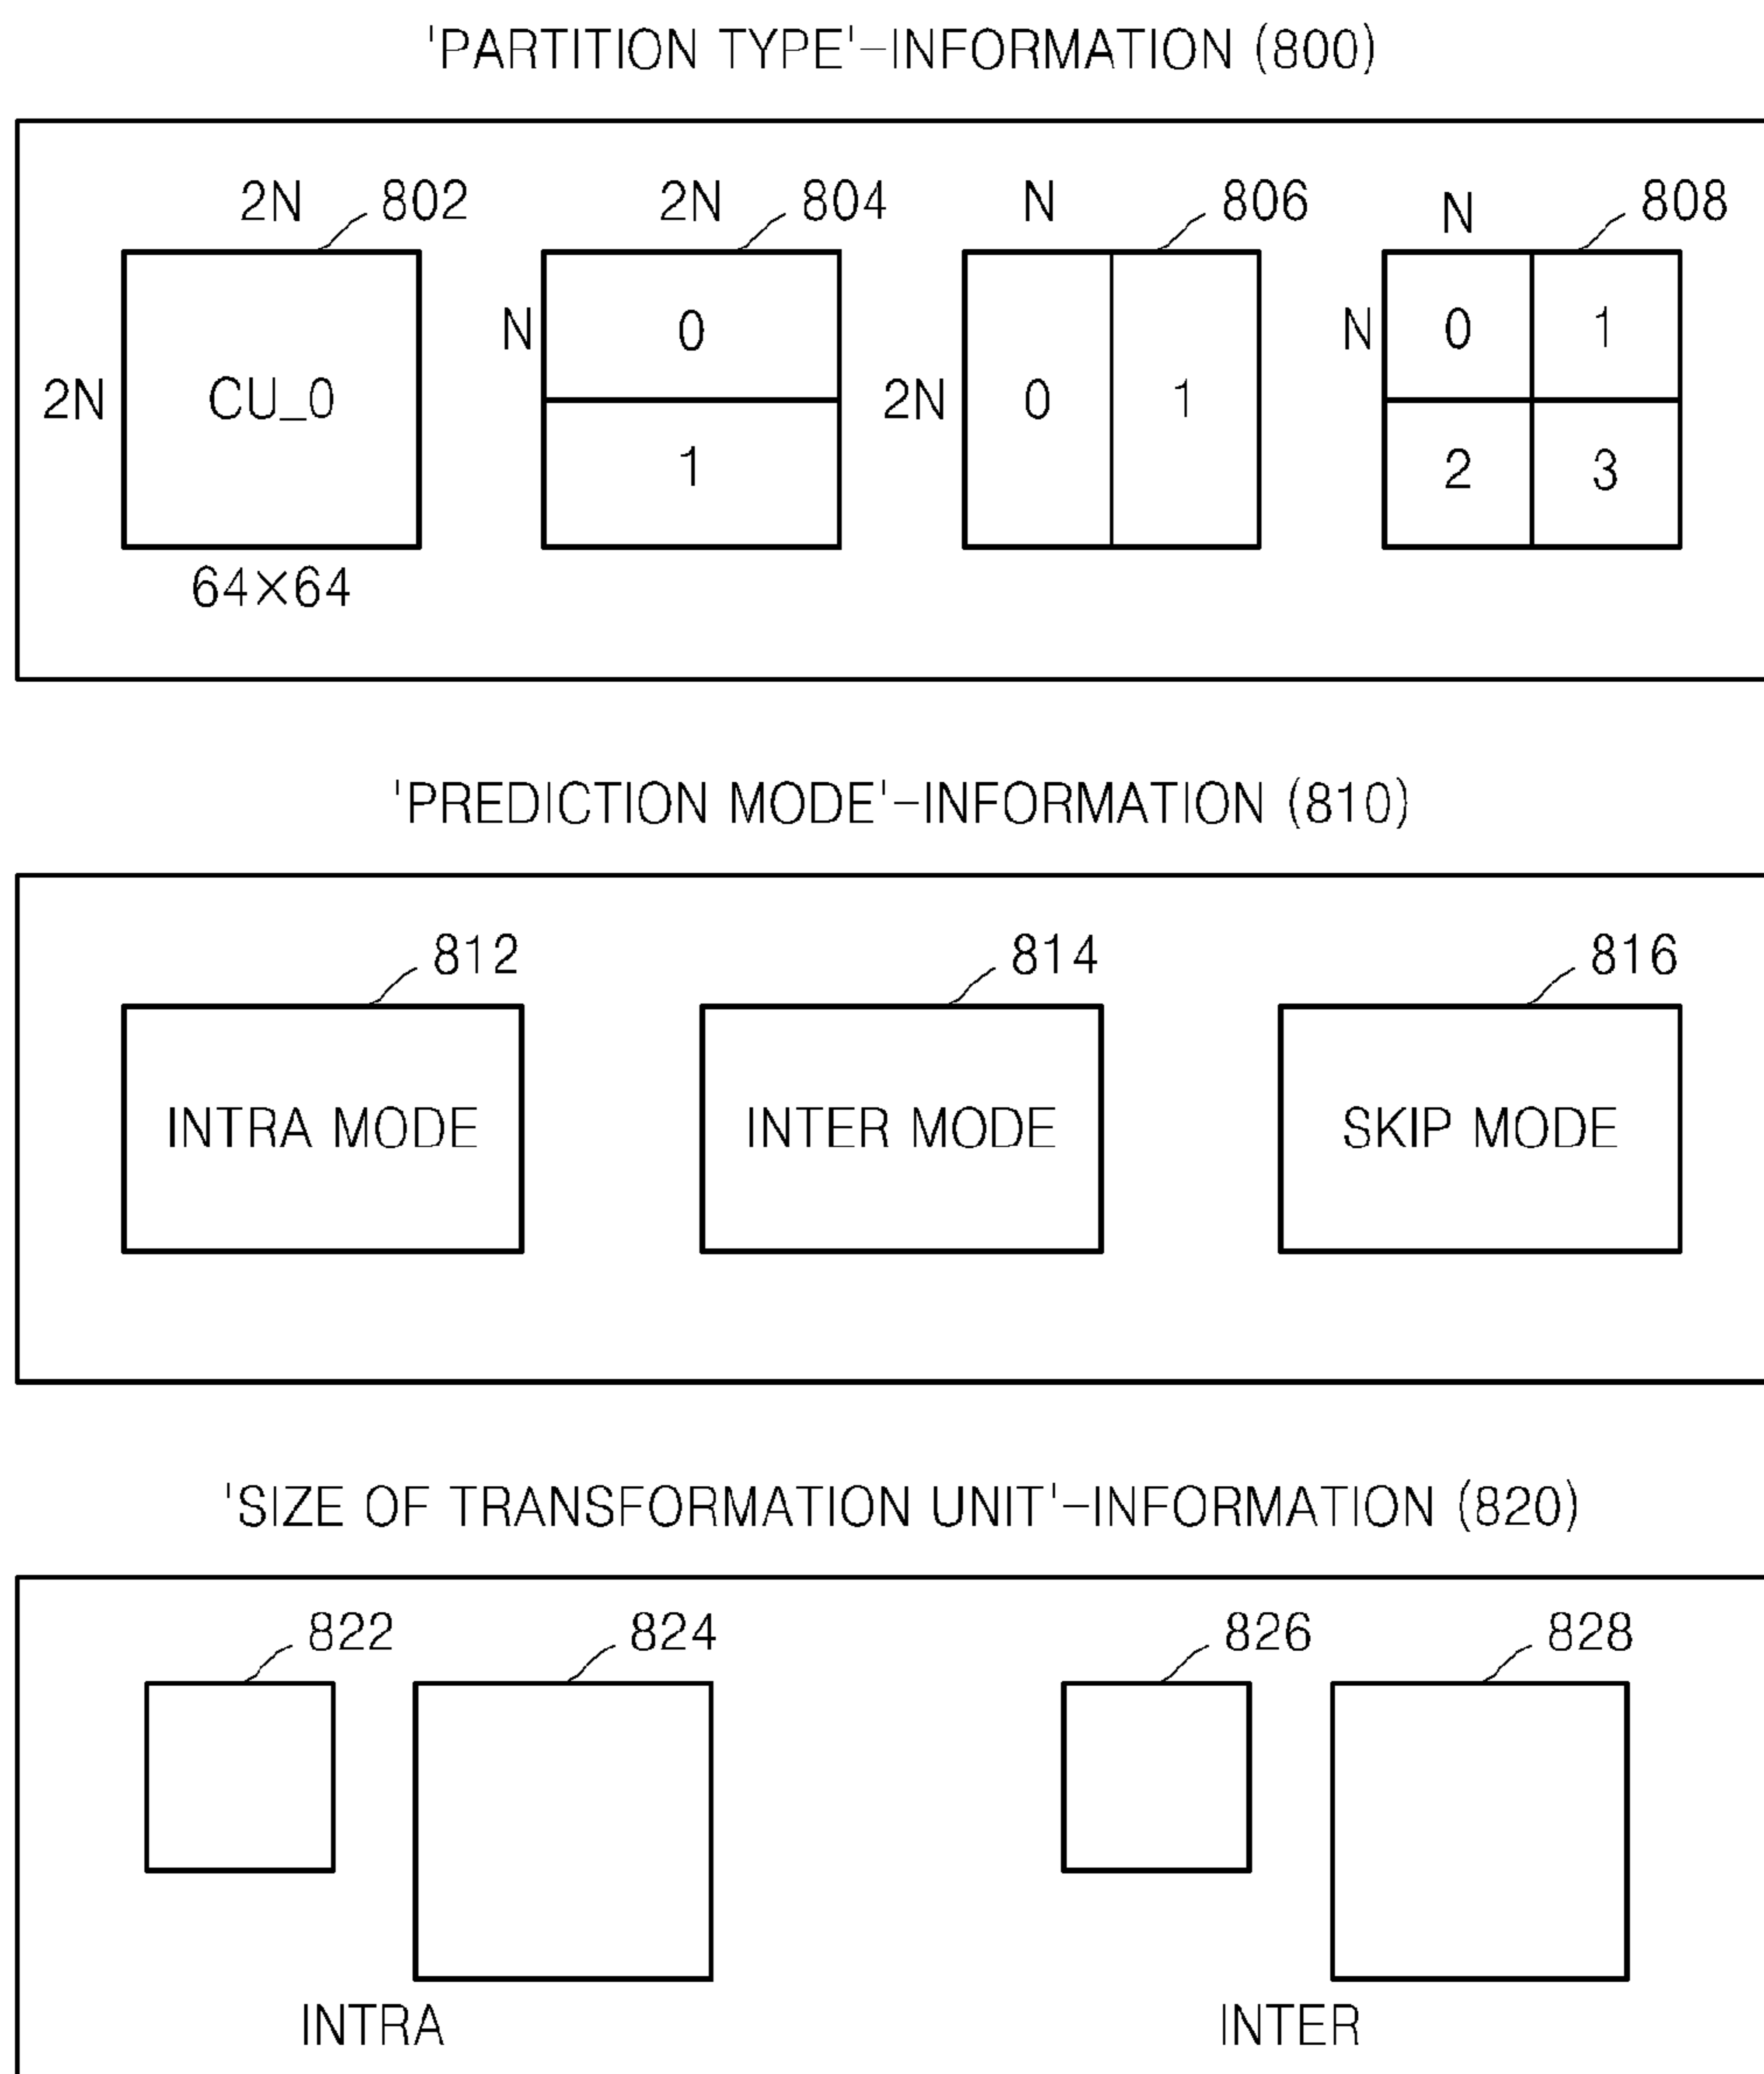 'PARTITION TYPE'-INFORMATION (800)
2N 802 2N 804 N 806 N 808
2N CU_0 N 0 1 2N 0 1 N 0 1 2 3
64×64
'PREDICTION MODE'-INFORMATION (810)
812 814 816
INTRA MODE INTER MODE SKIP MODE
'SIZE OF TRANSFORMATION UNIT'-INFORMATION (820)
822 824 826 828
INTRA INTER